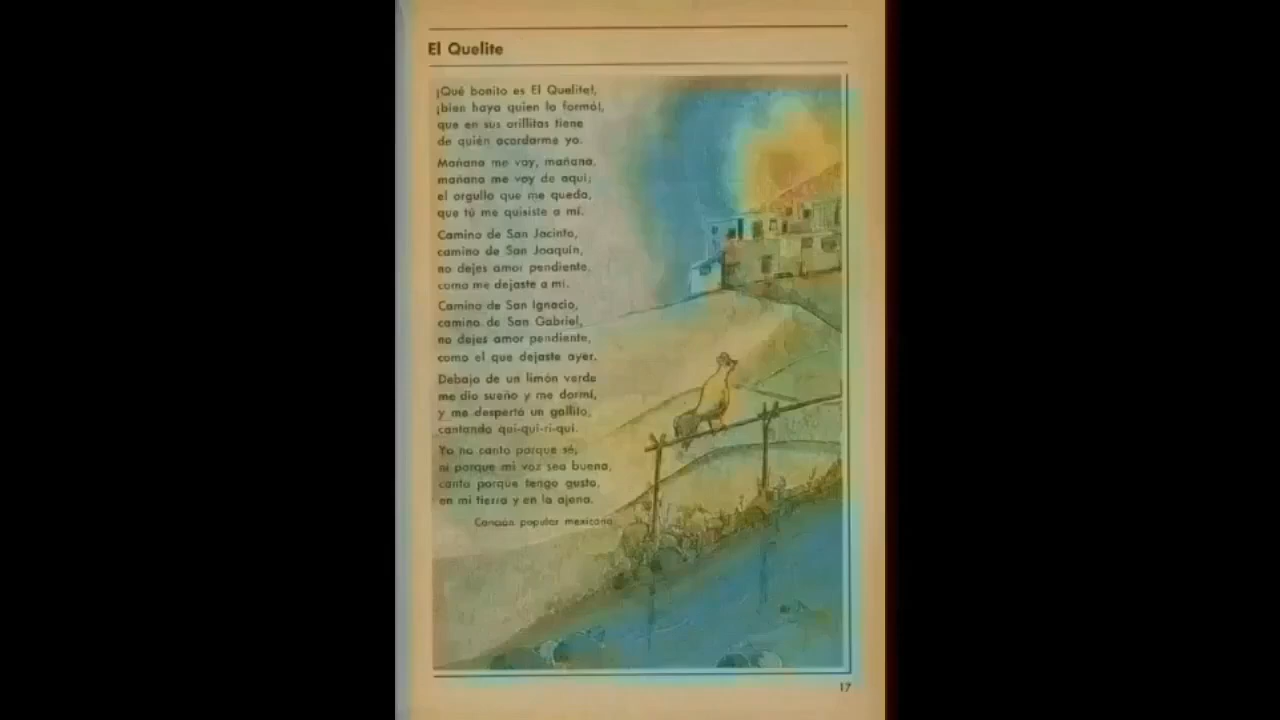 El Quelite
¡Qué bonito es El Quelite!,
¡bien haya quien lo formó!,
que en sus orillitas tiene
de quién acordarme yo.
Mañana me voy, mañana,
mañana me voy de aquí;
el orgullo que me queda,
que tú me quisiste a mí.
Camino de San Jacinto,
camino de San Joaquín,
no dejes amor pendiente,
como me dejaste a mí.
Camino de San Ignacio,
camino de San Gabriel,
no dejes amor pendiente,
como el que dejaste ayer.
Debajo de un limón verde
me dio sueño y me dormí,
y me despertó un gallito,
cantando qui-qui-ri-qui.
Yo no canto porque sé,
ni porque mi voz sea buena,
canto porque tengo gusto,
en mi tierra y en la ajena.
Canción popular mexicana
17